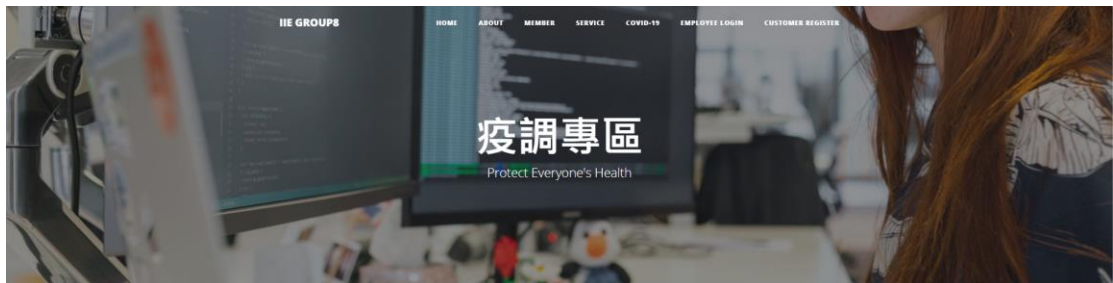 IIE GROUP8
HOME ABOUT MEMBER SERVICE COVID-19 EMPLOYEE LOGIN CUSTOMER REGISTER
疫調專區
Protect Everyone's Health